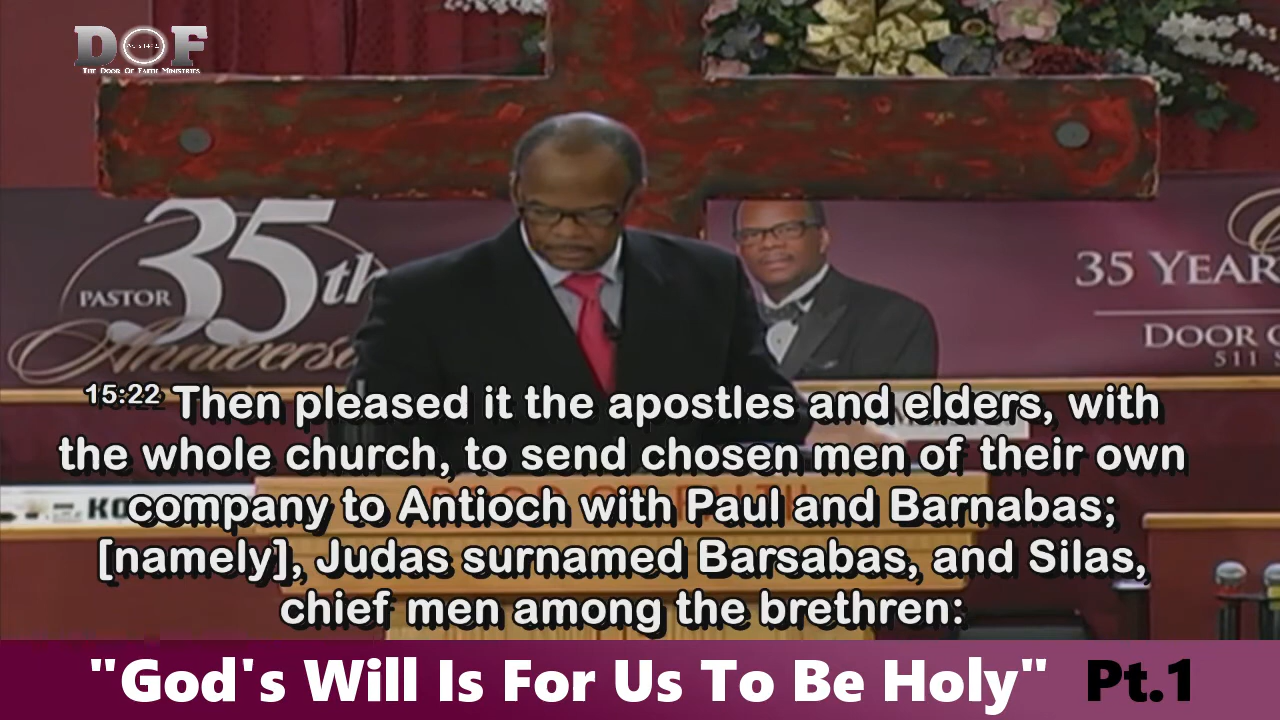 DOF
THE DOOR OF FAITH MINISTRIES
35th
PASTOR
35 YEAR
DOOR
511
15:22 Then pleased it the apostles and elders, with
the whole church, to send chosen men of their own
company to Antioch with Paul and Barnabas;
[namely], Judas surnamed Barsabas, and Silas,
chief men among the brethren:
KO
"God's Will Is For Us To Be Holy" Pt.1